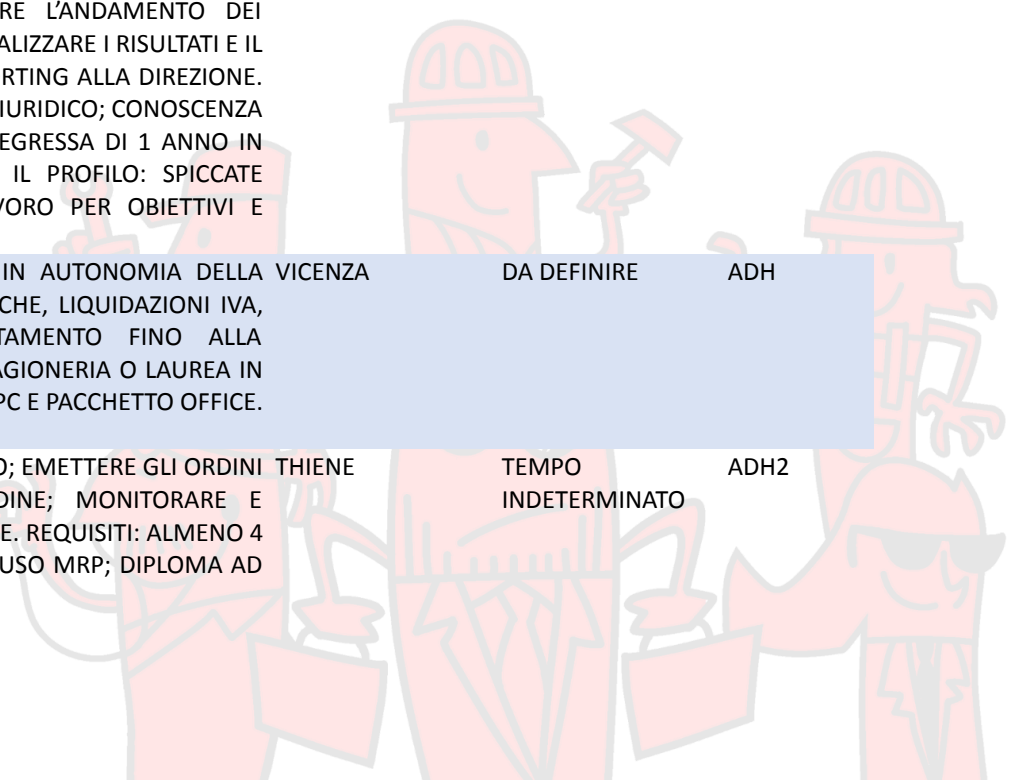 RE L'ANDAMENTO DEI
ALIZZARE I RISULTATI E IL
RTING ALLA DIREZIONE.
IURIDICO; CONOSCENZA
EGRESSA DI 1 ANNO IN
IL PROFILO: SPICCATE
VORO PER OBIETTIVI E
IN AUTONOMIA DELLA VICENZA DA DEFINIRE ADH
CHE, LIQUIDAZIONI IVA,
TAMENTO FINO ALLA
AGIONERIA O LAUREA IN
PC E PACCHETTO OFFICE.
O; EMETTERE GLI ORDINI THIENE TEMPO ADH2
DINE; MONITORARE E INDETERMINATO
E. REQUISITI: ALMENO 4
USO MRP; DIPLOMA AD